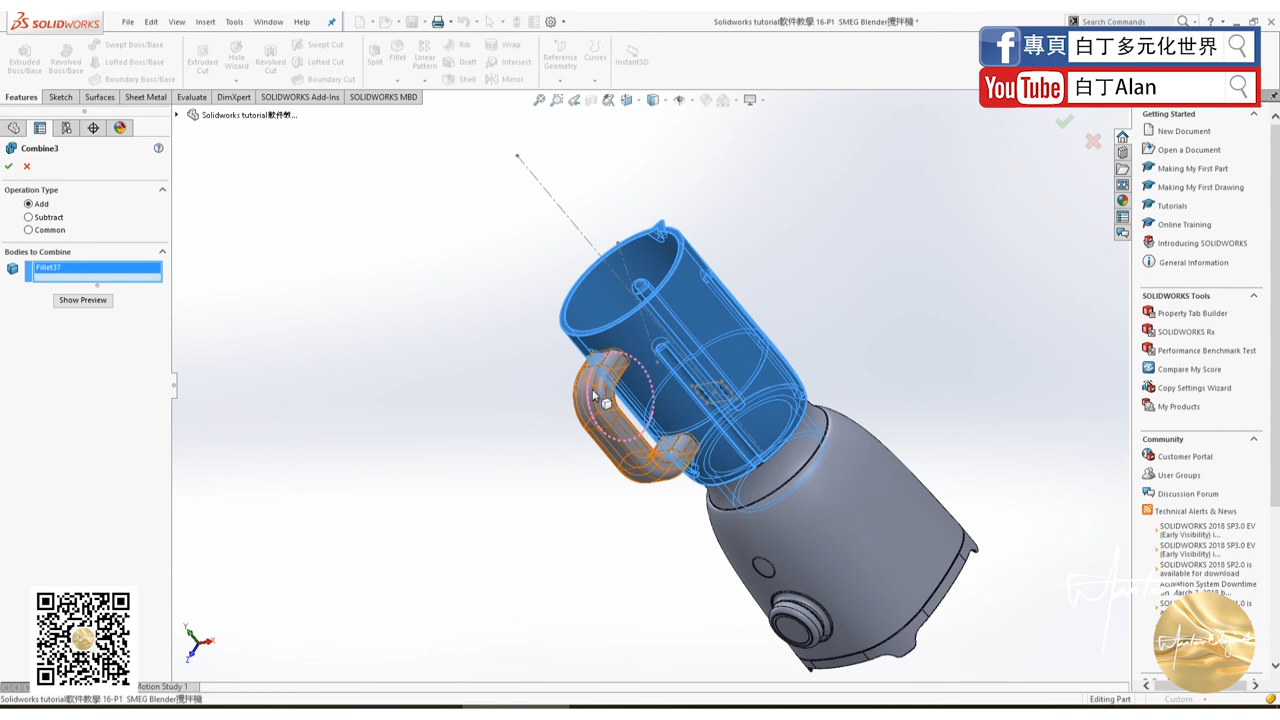 SOLIDWORKS
File Edit View Insert Tools Window Help
Solidworks tutorial軟件教學 16-P1 SMEG Blender攪拌機 *
Search Commands
Extruded Boss/Base
Revolved Boss/Base
Swept Boss/Base
Lofted Boss/Base
Boundary Boss/Base
Extruded Cut
Hole Wizard
Revolved Cut
Swept Cut
Boundary Cut
Split
Fillet
Linear Pattern
Rib
Draft
Shell
Wrap
Intersect
Mirror
Reference Geometry
Curves
Instant3D
f 專頁 白丁多元化世界
YouTube 白丁Alan
Features Sketch Surfaces Sheet Metal Evaluate DimXpert SOLIDWORKS Add-Ins SOLIDWORKS MBD
Solidworks tutorial軟件教...
Combine3
Operation Type
Add
Subtract
Common
Bodies to Combine
Fillet37
Show Preview
Getting Started
New Document
Open a Document
Making My First Part
Making My First Drawing
Tutorials
Online Training
Introducing SOLIDWORKS
General Information
SOLIDWORKS Tools
Property Tab Builder
SOLIDWORKS Rx
Performance Benchmark Test
Compare My Score
Copy Settings Wizard
My Products
Community
Customer Portal
User Groups
Discussion Forum
Technical Alerts & News
SOLIDWORKS 2018 SP3.0 EV
(Early Visibility) i...
SOLIDWORKS 2018 SP3.0 EV
(Early Visibility) i...
SOLIDWORKS 2018 SP2.0 is
available for download
Activation System Downtime
Motion Study 1
Solidworks tutorial軟件教學 16-P1 SMEG Blender攪拌機
Editing Part
Custom